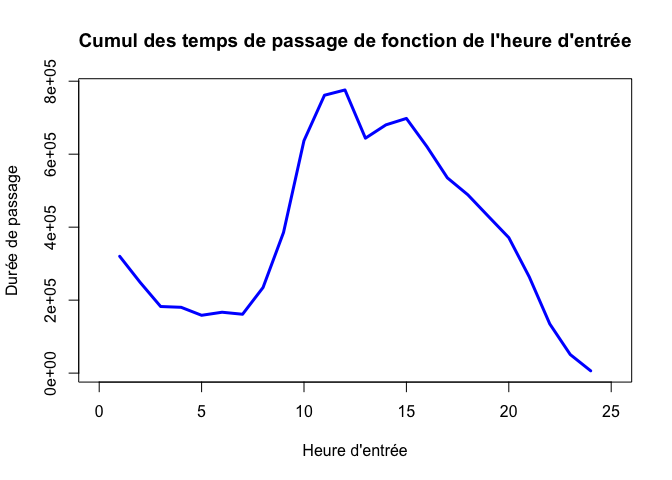 Cumul des temps de passage de fonction de l'heure d'entrée
8e+05
6e+05
4e+05
2e+05
0e+00
Durée de passage
0 5 10 15 20 25
Heure d'entrée